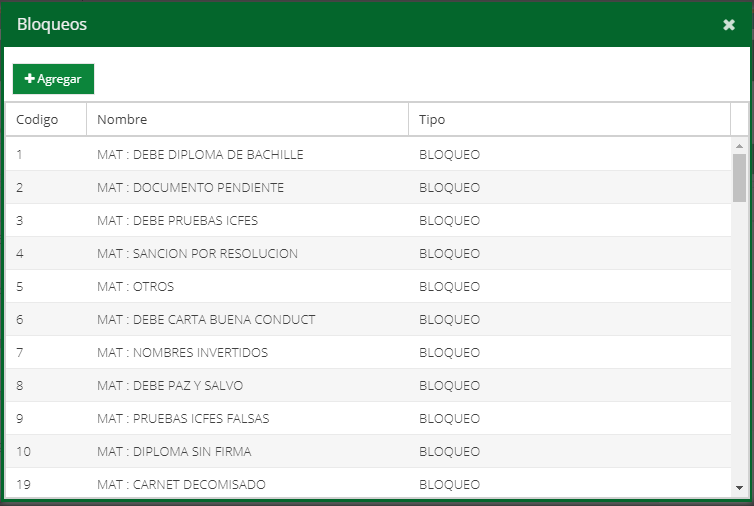 Bloqueos
Agregar
Codigo Nombre Tipo
1 MAT : DEBE DIPLOMA DE BACHILLE BLOQUEO
2 MAT : DOCUMENTO PENDIENTE BLOQUEO
3 MAT : DEBE PRUEBAS ICFES BLOQUEO
4 MAT : SANCION POR RESOLUCION BLOQUEO
5 MAT : OTROS BLOQUEO
6 MAT : DEBE CARTA BUENA CONDUCT BLOQUEO
7 MAT : NOMBRES INVERTIDOS BLOQUEO
8 MAT : DEBE PAZ Y SALVO BLOQUEO
9 MAT : PRUEBAS ICFES FALSAS BLOQUEO
10 MAT : DIPLOMA SIN FIRMA BLOQUEO
19 MAT : CARNET DECOMISADO BLOQUEO